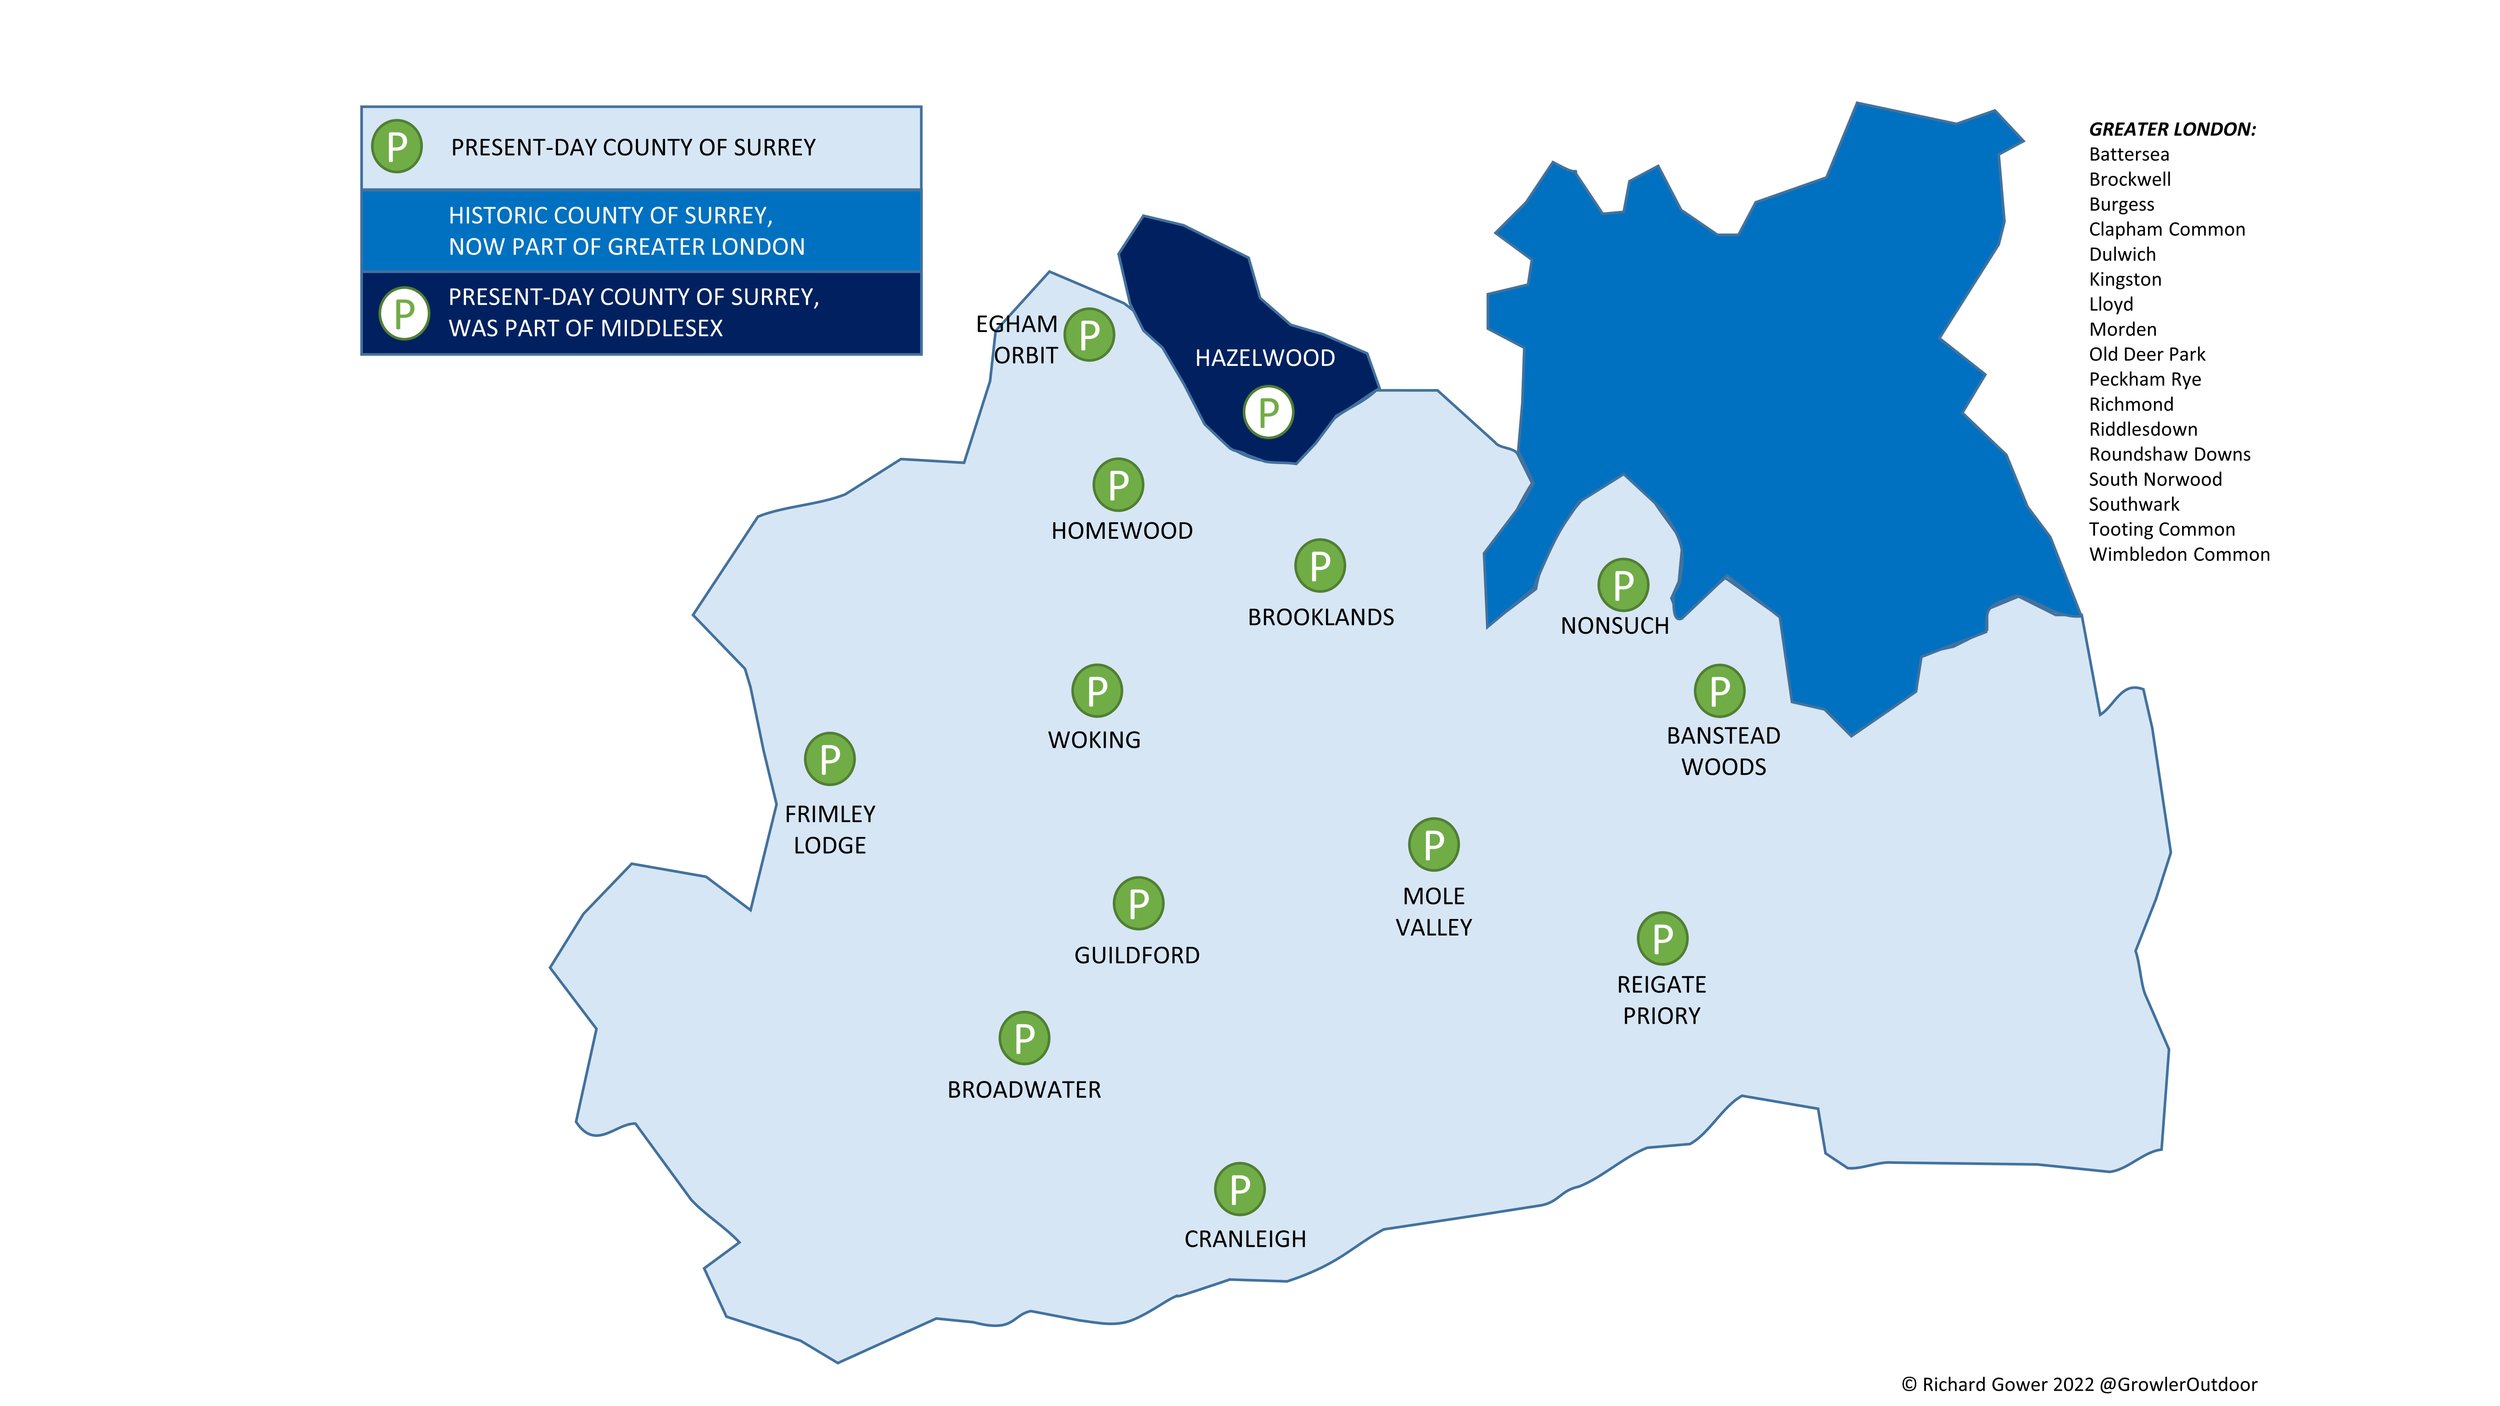 P
PRESENT-DAY COUNTY OF SURREY
HISTORIC COUNTY OF SURREY,
NOW PART OF GREATER LONDON
P
PRESENT-DAY COUNTY OF SURREY,
WAS PART OF MIDDLESEX
GREATER LONDON:
Battersea
Brockwell
Burgess
Clapham Common
Dulwich
Kingston
Lloyd
Morden
Old Deer Park
Peckham Rye
Richmond
Riddlesdown
Roundshaw Downs
South Norwood
Southwark
Tooting Common
Wimbledon Common
EGHAM
ORBIT
P
HAZELWOOD
P
P
HOMEWOOD
P
BROOKLANDS
P
NONSUCH
P
WOKING
P
BANSTEAD
WOODS
P
FRIMLEY
LODGE
P
MOLE
VALLEY
P
GUILDFORD
P
REIGATE
PRIORY
P
BROADWATER
P
CRANLEIGH
© Richard Gower 2022 @GrowlerOutdoor